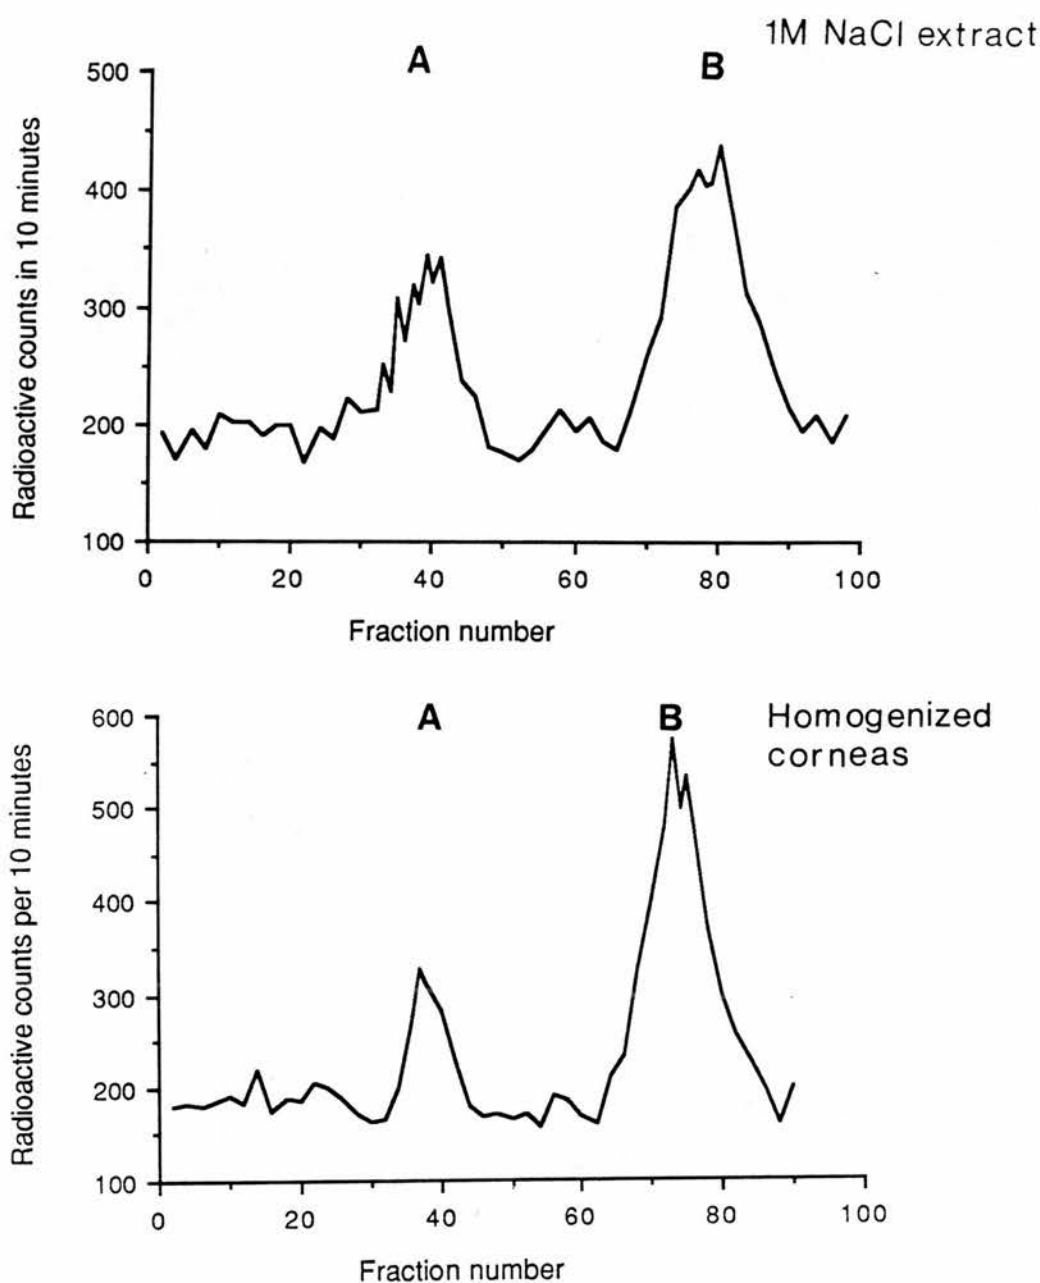 1M NaCl extract
A B
500
400
300
200
100
Radioactive counts in 10 minutes
0 20 40 60 80 100
Fraction number
A B
Homogenized
corneas
600
500
400
300
200
100
Radioactive counts per 10 minutes
0 20 40 60 80 100
Fraction number